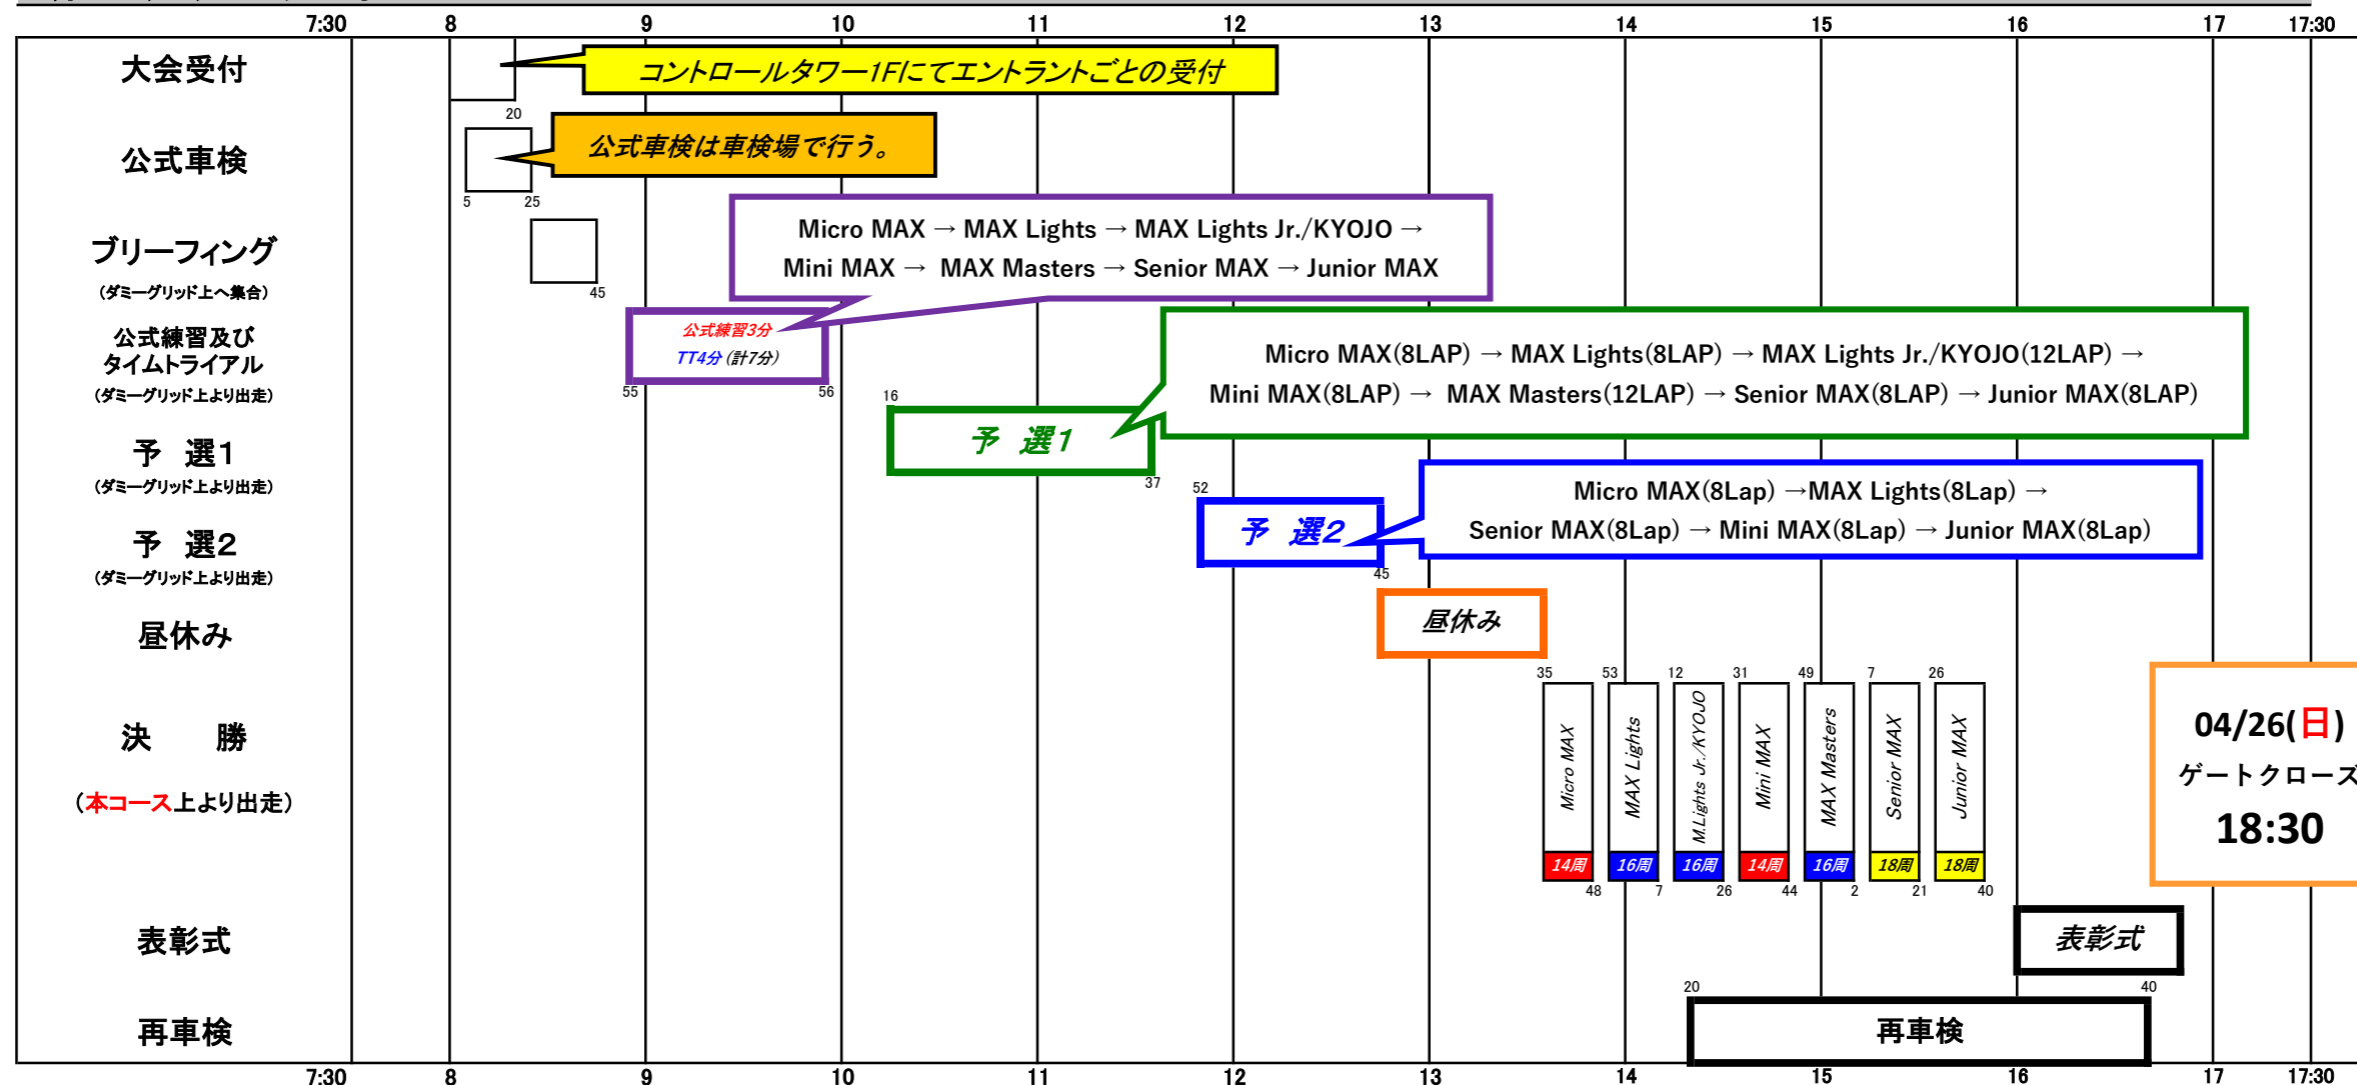 7:30 8 9 10 11 12 13 14 15 16 17 17:30
大会受付
コントロールタワー1Fにてエントラントごとの受付
20
公式車検
公式車検は車検場で行う。
5 25
ブリーフィング
(ダミーグリッド上へ集合)
45
Micro MAX → MAX Lights → MAX Lights Jr./KYOJO →
Mini MAX → MAX Masters → Senior MAX → Junior MAX
公式練習及び
タイムトライアル
(ダミーグリッド上より出走)
公式練習3分
TT4分 (計7分)
55 56
Micro MAX(8LAP) → MAX Lights(8LAP) → MAX Lights Jr./KYOJO(12LAP) →
Mini MAX(8LAP) → MAX Masters(12LAP) → Senior MAX(8LAP) → Junior MAX(8LAP)
16
予 選1
(ダミーグリッド上より出走)
予 選1
37
52
Micro MAX(8Lap) →MAX Lights(8Lap) →
Senior MAX(8Lap) → Mini MAX(8Lap) → Junior MAX(8Lap)
予 選2
(ダミーグリッド上より出走)
予 選2
45
昼休み
昼休み
35 53 12 31 49 7 26
決 勝
(本コース上より出走)
Micro MAX
MAX Lights
M.Lights Jr./KYOJO
Mini MAX
MAX Masters
Senior MAX
Junior MAX
14周 16周 16周 14周 16周 18周 18周
48 7 26 44 2 21 40
04/26(日)
ゲートクローズ
18:30
表彰式
表彰式
20 40
再車検
再車検
7:30 8 9 10 11 12 13 14 15 16 17 17:30